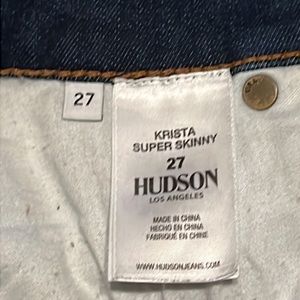 27
KRISTA
SUPER SKINNY
27
HUDSON
LOS ANGELES
MADE IN CHINA
HECHO EN CHINA
FABRIQUÉ EN CHINE
WWW.HUDSONJEANS.COM